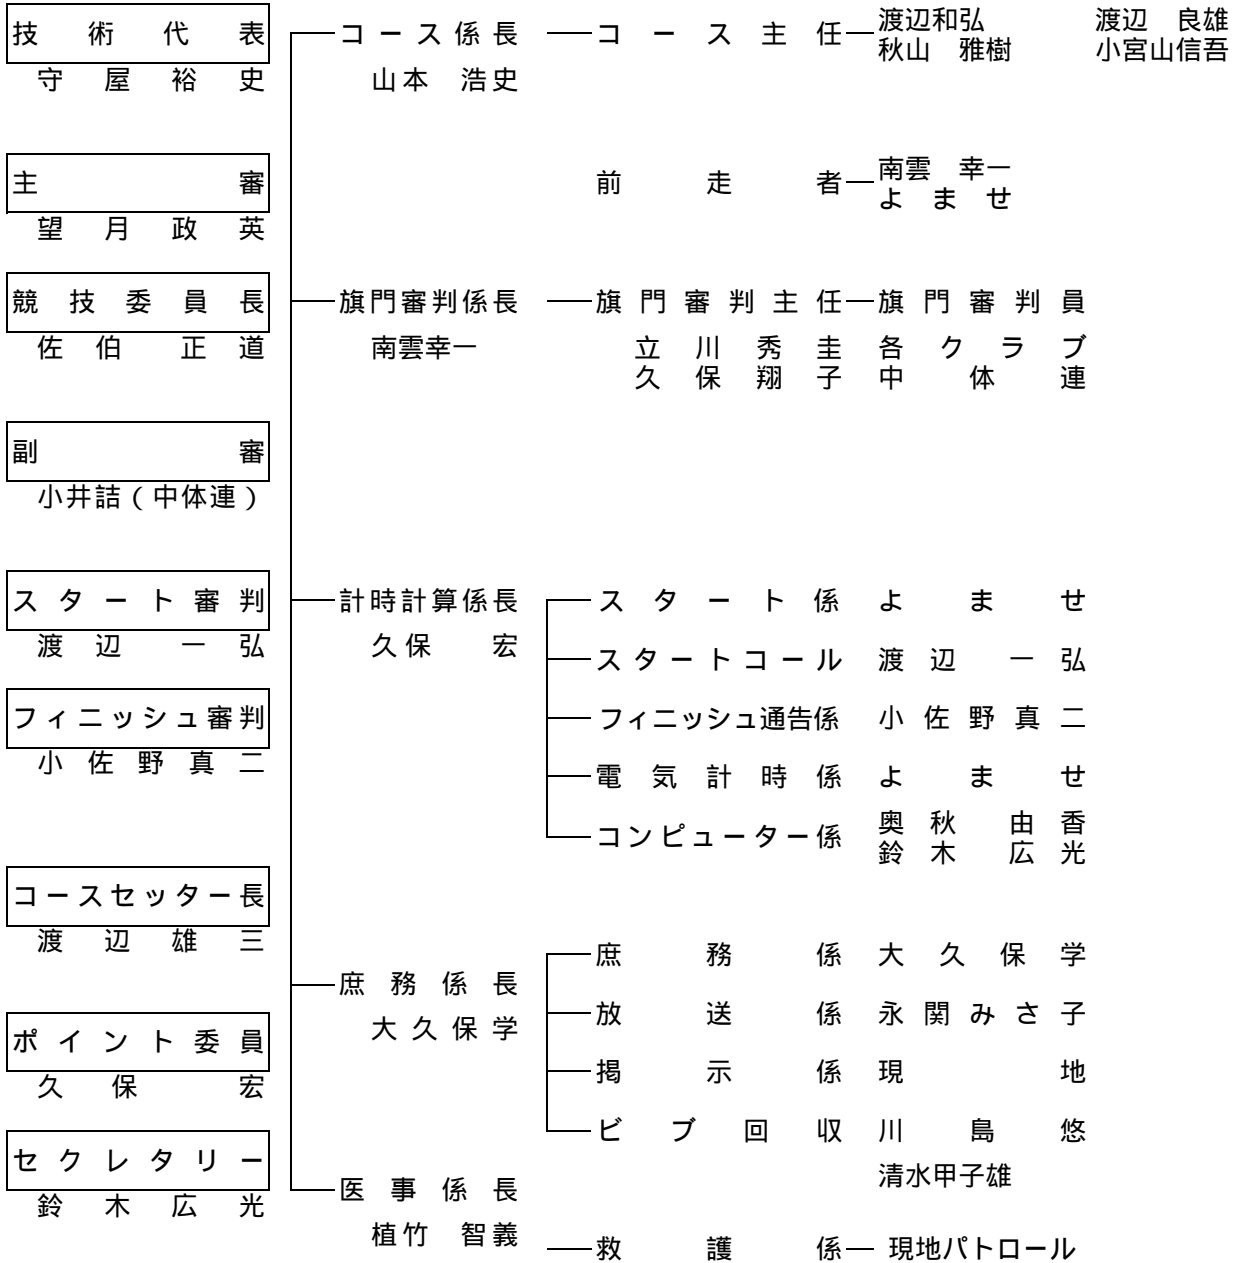 技術代表
守屋裕史
主審
望月政英
競技委員長
佐伯 正道
副審
小井詰（中体連）
スタート審判
渡辺 一弘
フィニッシュ審判
小佐野真二
コースセッター長
渡辺雄三
ポイント委員
久保 宏
セクレタリー
鈴木広光
コース係長
山本 浩史
コース主任
渡辺和弘 渡辺 良雄
秋山 雅樹 小宮山信吾
前走者
南雲 幸一
よませ
旗門審判係長
南雲幸一
旗門審判主任
立川秀圭
久保翔子
旗門審判員
各クラブ
中体連
計時計算係長
久保 宏
スタート係 よませ
スタートコール 渡辺 一弘
フィニッシュ通告係 小佐野真二
電気計時係 よませ
コンピューター係
奥秋 由香
鈴木 広光
庶務係長
大久保学
庶務係 大久保学
放送係 永関みさ子
掲示係 現地
ビブ回収 川島悠
清水甲子雄
医事係長
植竹 智義
救護係 現地パトロール